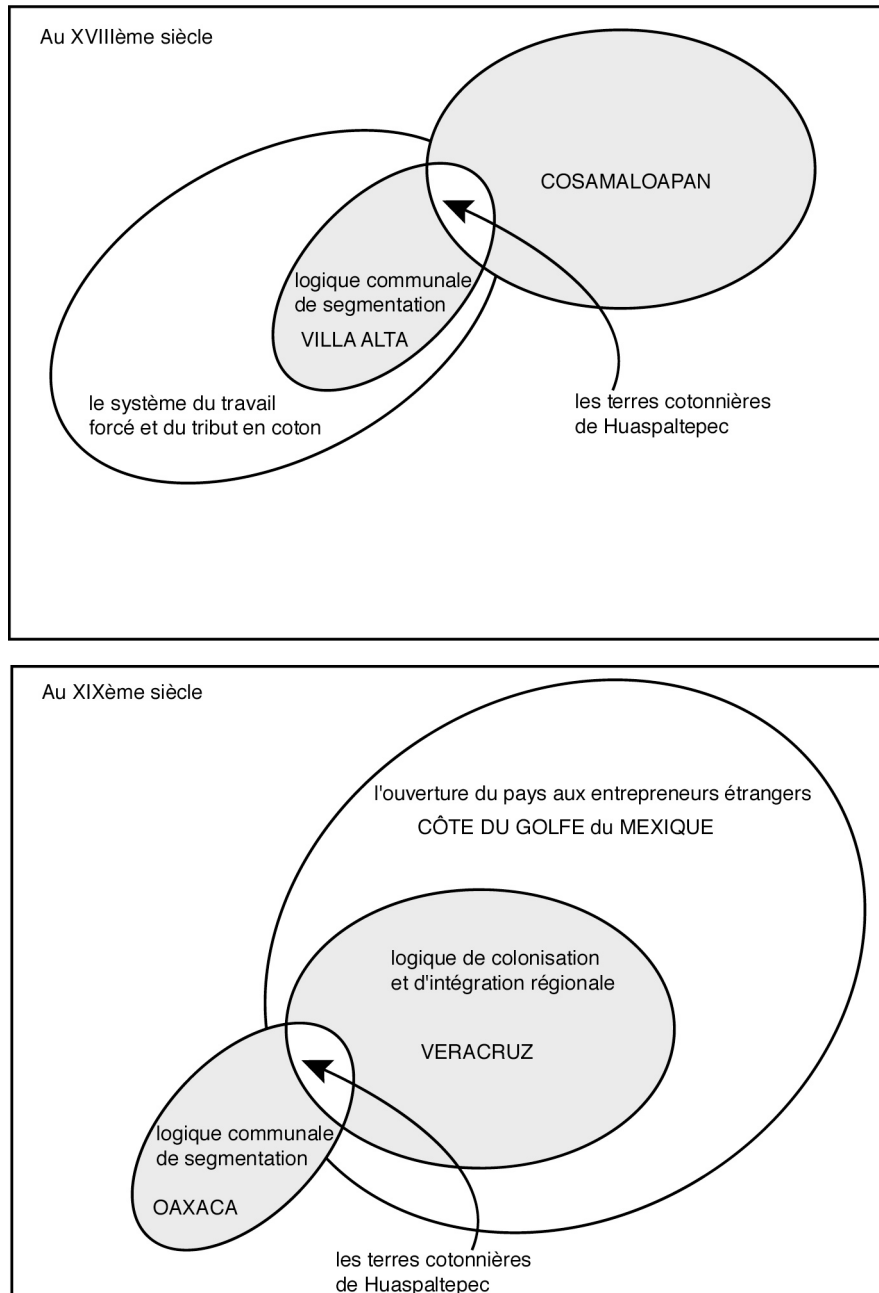 Au XVIIIème siècle
COSAMALOAPAN
logique communale
de segmentation
VILLA ALTA
le système du travail
forcé et du tribut en coton
les terres cotonnières
de Huaspaltepec
Au XIXème siècle
l'ouverture du pays aux entrepreneurs étrangers
CÔTE DU GOLFE du MEXIQUE
logique de colonisation
et d'intégration régionale
VERACRUZ
logique communale
de segmentation
OAXACA
les terres cotonnières
de Huaspaltepec